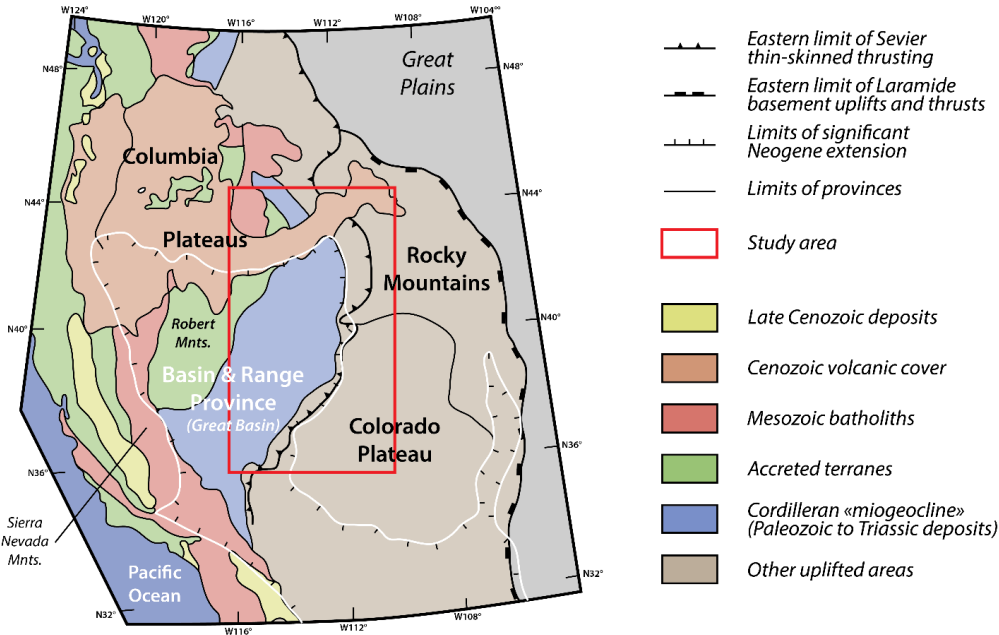 W124°
W120°
W116°
W112°
W108°
W104°
N48°
N48°
Great
Plains
Columbia
N44°
N44°
Plateaus
Rocky
Mountains
N40°
N40°
Robert
Mnts.
Basin & Range
Province
(Great Basin)
Colorado
Plateau
N36°
N36°
Sierra
Nevada
Mnts.
Pacific
Ocean
N32°
N32°
W116°
W112°
W108°
Eastern limit of Sevier
thin-skinned thrusting
Eastern limit of Laramide
basement uplifts and thrusts
Limits of significant
Neogene extension
Limits of provinces
Study area
Late Cenozoic deposits
Cenozoic volcanic cover
Mesozoic batholiths
Accreted terranes
Cordilleran «miogeocline»
(Paleozoic to Triassic deposits)
Other uplifted areas